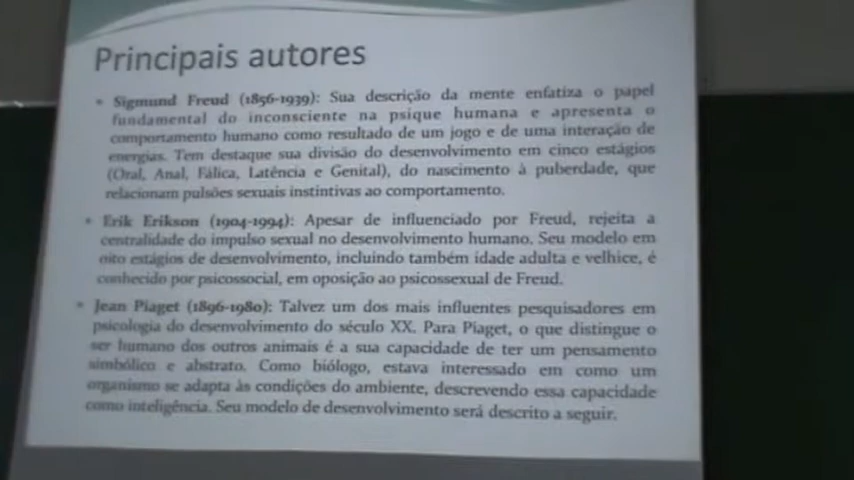 Principais autores
• Sigmund Freud (1856-1939): Sua descrição da mente enfatiza o papel
fundamental do inconsciente na psique humana e apresenta o
comportamento humano como resultado de um jogo e de uma interação de
energias. Tem destaque sua divisão do desenvolvimento em cinco estágios
(Oral, Anal, Fálica, Latência e Genital), do nascimento à puberdade, que
relacionam pulsões sexuais instintivas ao comportamento.
• Erik Erikson (1904-1994): Apesar de influenciado por Freud, rejeita a
centralidade do impulso sexual no desenvolvimento humano. Seu modelo em
oito estágios de desenvolvimento, incluindo também idade adulta e velhice, é
conhecido por psicossocial, em oposição ao psicossexual de Freud.
• Jean Piaget (1896-1980): Talvez um dos mais influentes pesquisadores em
psicologia do desenvolvimento do século XX. Para Piaget, o que distingue o
ser humano dos outros animais é a sua capacidade de ter um pensamento
simbólico e abstrato. Como biólogo, estava interessado em como um
organismo se adapta às condições do ambiente, descrevendo essa capacidade
como inteligência. Seu modelo de desenvolvimento será descrito a seguir.